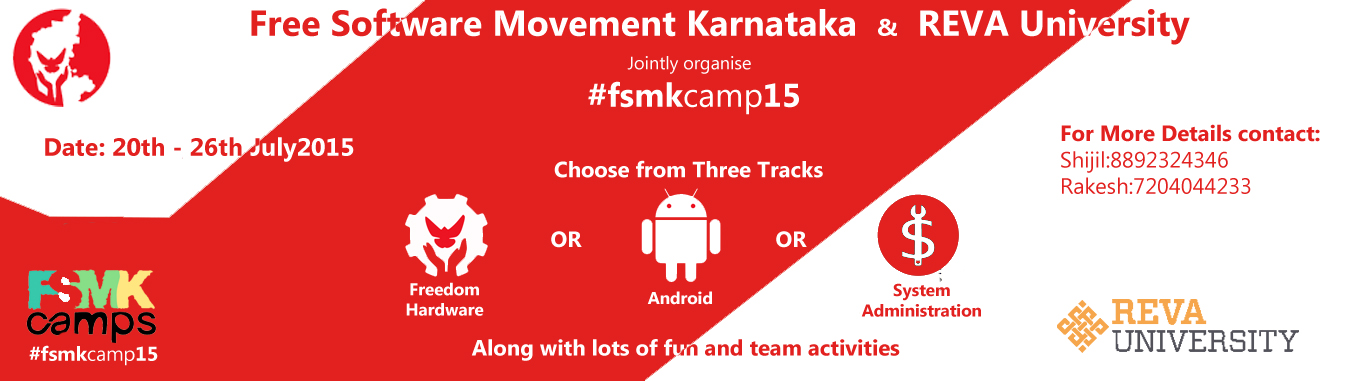 Free Software Movement Karnataka & REVA University
Jointly organise
#fsmkcamp15
Date: 20th - 26th July2015
For More Details contact:
Shijil:8892324346
Rakesh:7204044233
Choose from Three Tracks
OR
OR
Freedom
Hardware
Android
System
Administration
FSMK
camps
#fsmkcamp15
Along with lots of fun and team activities
REVA
UNIVERSITY